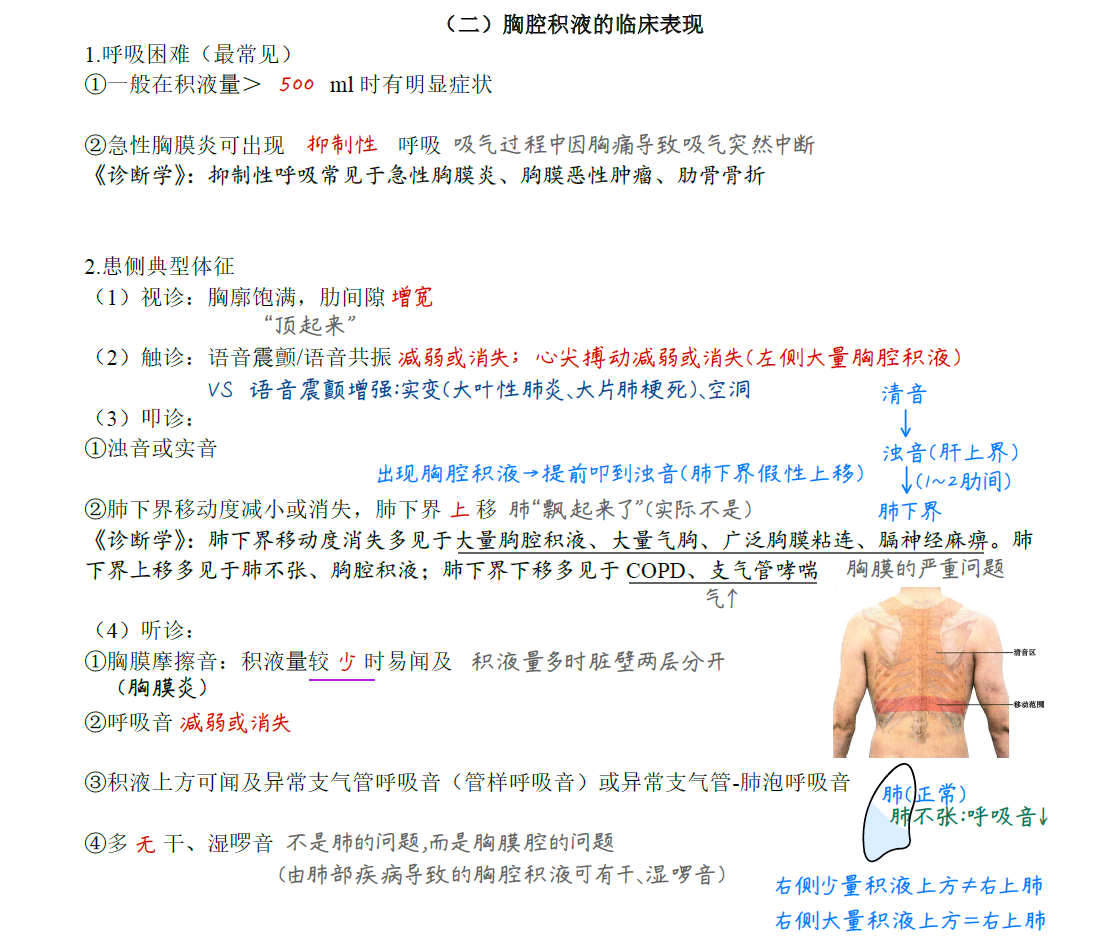 （二）胸腔积液的临床表现
1.呼吸困难（最常见）
①一般在积液量＞ 500 ml 时有明显症状
②急性胸膜炎可出现 抑制性 呼吸 吸气过程中因胸痛导致吸气突然中断
《诊断学》：抑制性呼吸常见于急性胸膜炎、胸膜恶性肿瘤、肋骨骨折
2.患侧典型体征
（1）视诊：胸廓饱满，肋间隙 增宽
“顶起来”
（2）触诊：语音震颤/语音共振 减弱或消失；心尖搏动减弱或消失(左侧大量胸腔积液)
VS 语音震颤增强:实变(大叶性肺炎、大片肺梗死)、空洞
清音
（3）叩诊：
①浊音或实音
↓
浊音(肝上界)
出现胸腔积液→提前叩到浊音(肺下界假性上移)
↓(1~2肋间)
②肺下界移动度减小或消失，肺下界 上 移 肺“飘起来了”(实际不是)
肺下界
《诊断学》：肺下界移动度消失多见于大量胸腔积液、大量气胸、广泛胸膜粘连、膈神经麻痹。肺
下界上移多见于肺不张、胸腔积液；肺下界下移多见于 COPD、支气管哮喘 胸膜的严重问题
气↑
（4）听诊：
①胸膜摩擦音：积液量较 少 时易闻及 积液量多时脏壁两层分开
清音区
（胸膜炎）
移动范围
②呼吸音 减弱或消失
③积液上方可闻及异常支气管呼吸音（管样呼吸音）或异常支气管-肺泡呼吸音
肺(正常)
肺不张:呼吸音↓
④多 无 干、湿啰音 不是肺的问题,而是胸膜腔的问题
(由肺部疾病导致的胸腔积液可有干、湿啰音)
右侧少量积液上方≠右上肺
右侧大量积液上方=右上肺